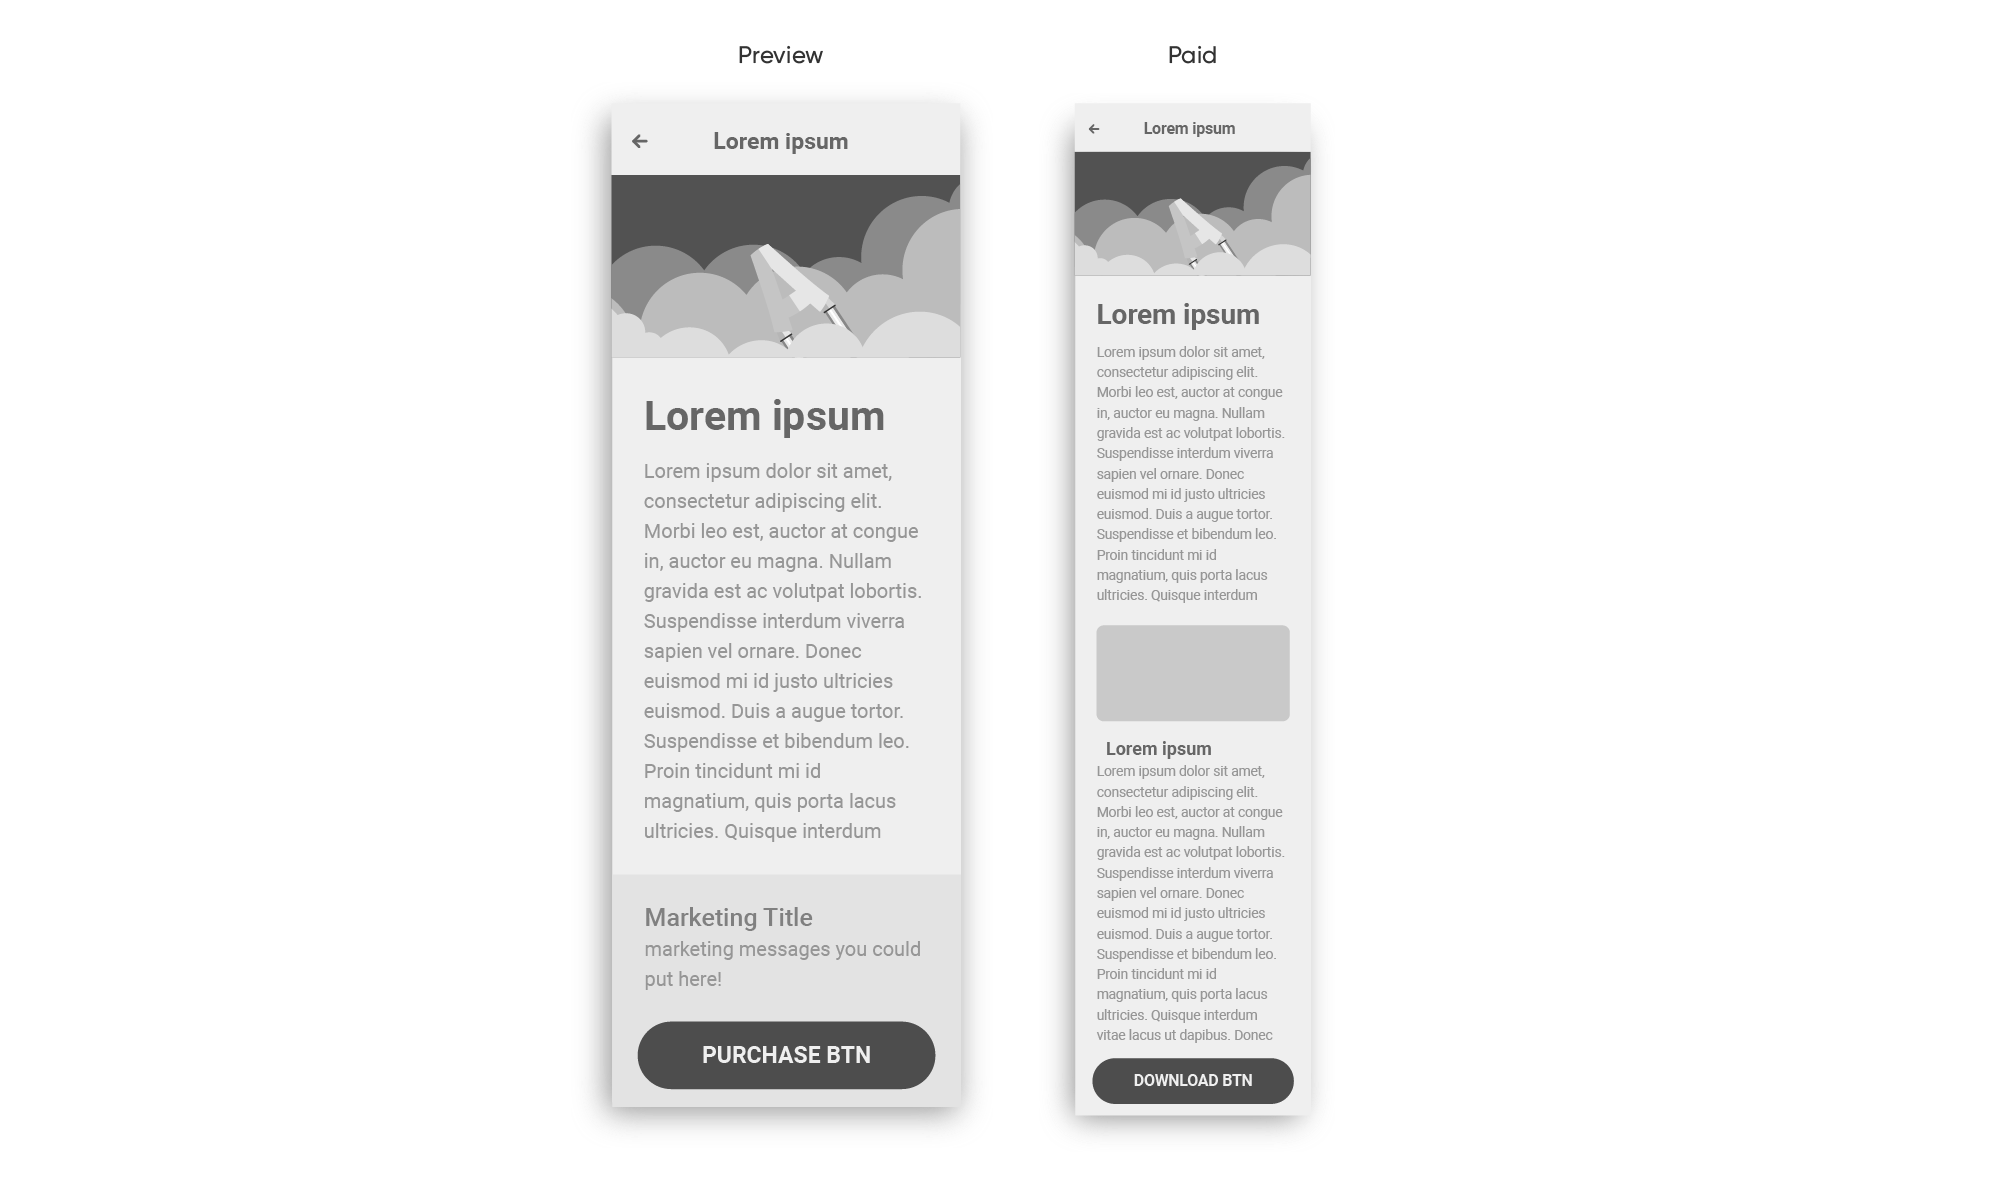 Preview
Lorem ipsum
Lorem ipsum
Lorem ipsum dolor sit amet,
consectetur adipiscing elit.
Morbi leo est, auctor at congue
in, auctor eu magna. Nullam
gravida est ac volutpat lobortis.
Suspendisse interdum viverra
sapien vel ornare. Donec
euismod mi id justo ultricies
euismod. Duis a augue tortor.
Suspendisse et bibendum leo.
Proin tincidunt mi id
magnatium, quis porta lacus
ultricies. Quisque interdum
Marketing Title
marketing messages you could
put here!
PURCHASE BTN
Paid
Lorem ipsum
Lorem ipsum
Lorem ipsum dolor sit amet,
consectetur adipiscing elit.
Morbi leo est, auctor at congue
in, auctor eu magna. Nullam
gravida est ac volutpat lobortis.
Suspendisse interdum viverra
sapien vel ornare. Donec
euismod mi id justo ultricies
euismod. Duis a augue tortor.
Suspendisse et bibendum leo.
Proin tincidunt mi id
magnatium, quis porta lacus
ultricies. Quisque interdum
Lorem ipsum
Lorem ipsum dolor sit amet,
consectetur adipiscing elit.
Morbi leo est, auctor at congue
in, auctor eu magna. Nullam
gravida est ac volutpat lobortis.
Suspendisse interdum viverra
sapien vel ornare. Donec
euismod mi id justo ultricies
euismod. Duis a augue tortor.
Suspendisse et bibendum leo.
Proin tincidunt mi id
magnatium, quis porta lacus
ultricies. Quisque interdum
vitae lacus ut dapibus. Donec
DOWNLOAD BTN